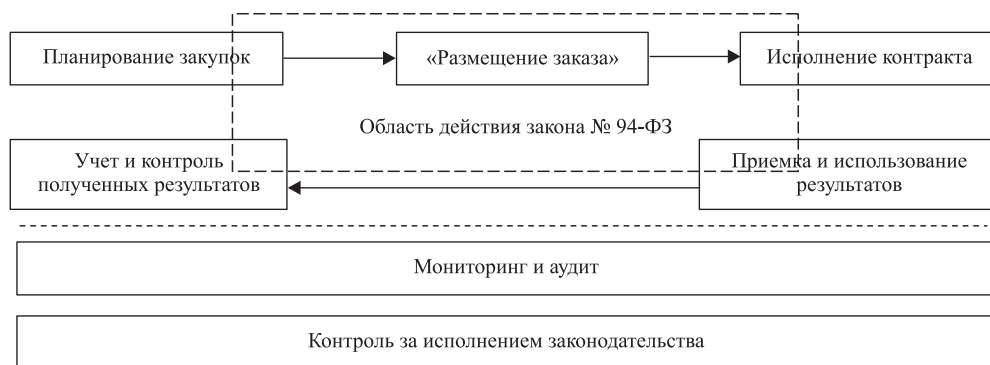 Планирование закупок
«Размещение заказа»
Исполнение контракта
Область действия закона № 94-ФЗ
Учет и контроль
полученных результатов
Приемка и использование
результатов
Мониторинг и аудит
Контроль за исполнением законодательства